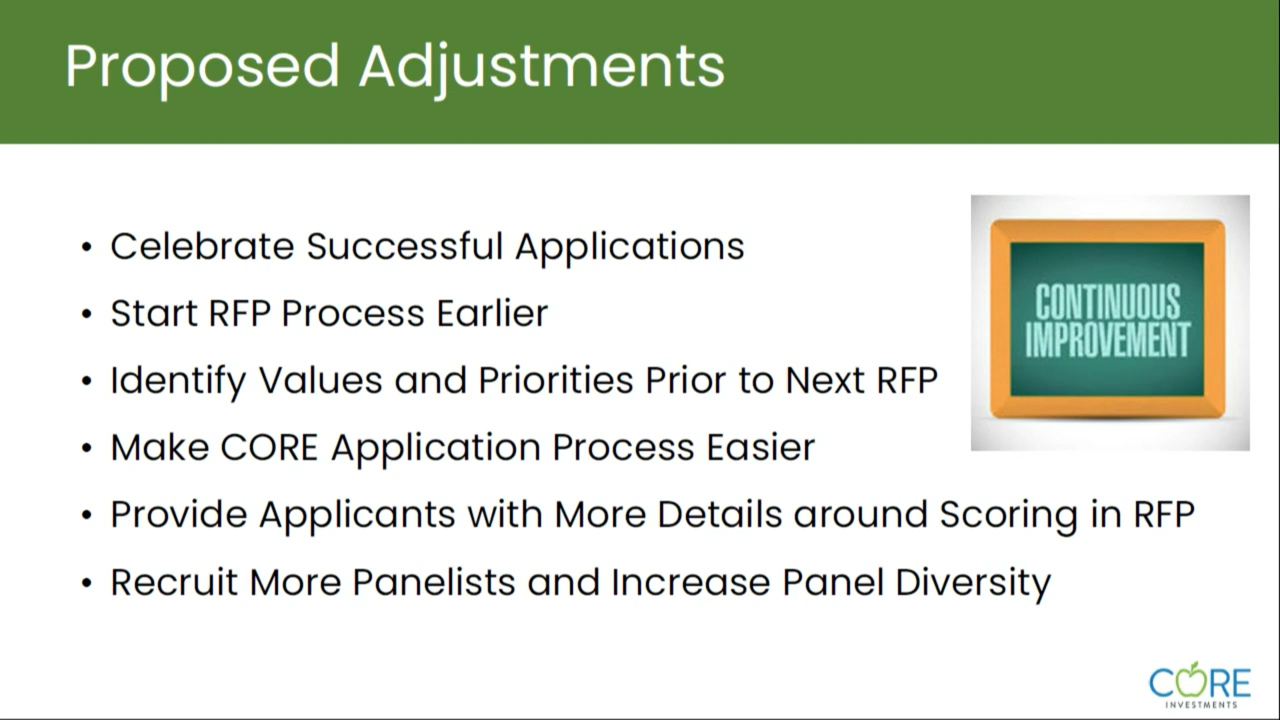 Proposed Adjustments
• Celebrate Successful Applications
• Start RFP Process Earlier
• Identify Values and Priorities Prior to Next RFP
• Make CORE Application Process Easier
• Provide Applicants with More Details around Scoring in RFP
• Recruit More Panelists and Increase Panel Diversity
CONTINUOUS
IMPROVEMENT
CORE
INVESTMENTS